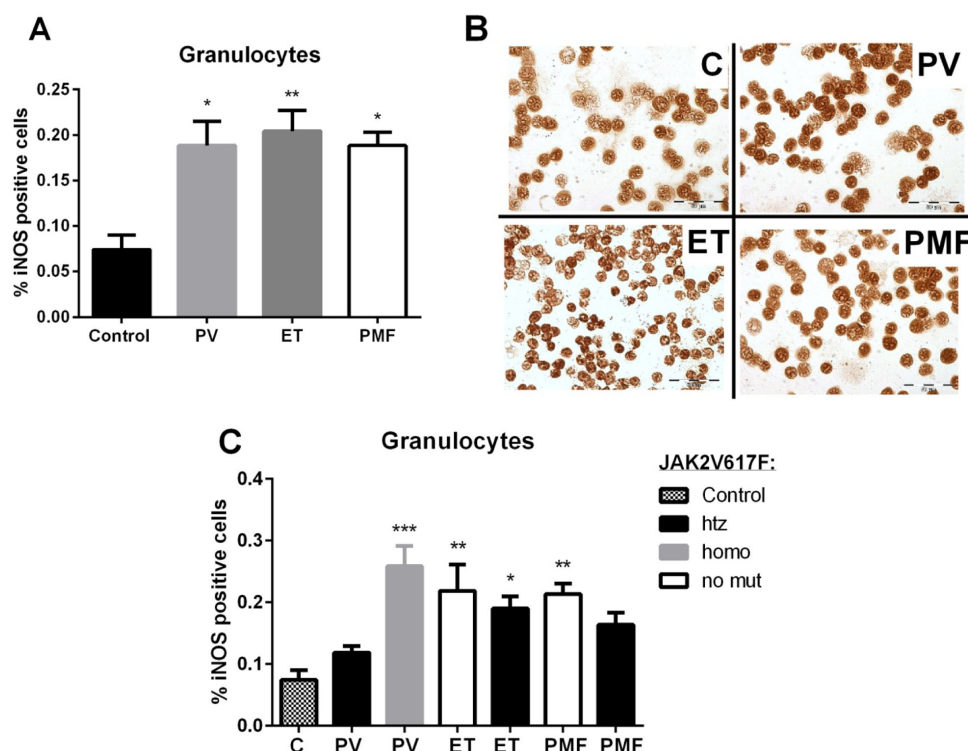 A
Granulocytes
% iNOS positive cells
0.25
0.20
0.15
0.10
0.05
0.00
*
**
*
Control PV ET PMF
B
C PV
ET PMF
C
Granulocytes
% iNOS positive cells
0.4
0.3
0.2
0.1
0.0
***
**
*
**
C PV PV ET ET PMF PMF
JAK2V617F:
Control
htz
homo
no mut